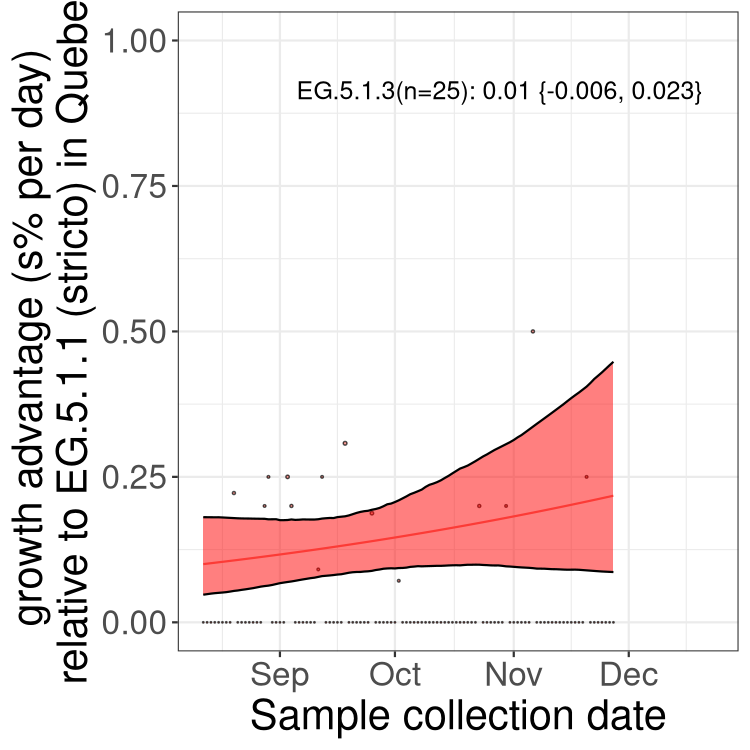 growth advantage (s% per day)
relative to EG.5.1.1 (stricto) in Quebe
1.00
0.75
0.50
0.25
0.00
EG.5.1.3(n=25): 0.01 {-0.006, 0.023}
Sep
Oct
Nov
Dec
Sample collection date